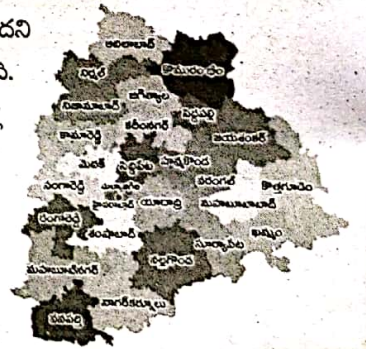 దని
ఆదిలాబాద్
కొమురం భీం
నిర్మల్
జగిత్యాల
నిజామాబాద్
పెద్దపల్లి
కరీంనగర్
జయశంకర్
కామారెడ్డి
మెదక్
సిద్దిపేట
హన్మకొండ
వరంగల్
కొత్తగూడెం
సంగారెడ్డి
మల్కాజిగిరి
హైదరాబాద్
యాదాద్రి
మహబూబాబాద్
రంగారెడ్డి
శంషాబాద్
ఖమ్మం
సూర్యాపేట
నల్లగొండ
మహబూబ్‌నగర్
నాగర్‌కర్నూలు
వనపర్తి